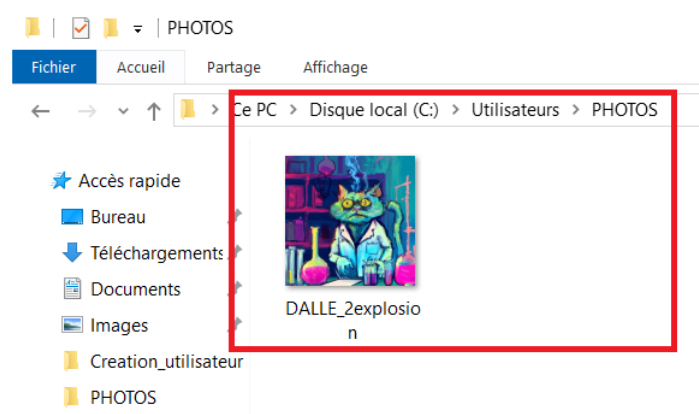 PHOTOS
Fichier Accueil Partage Affichage
Ce PC > Disque local (C:) > Utilisateurs > PHOTOS
Accès rapide
Bureau
Téléchargements
Documents
Images
Creation_utilisateur
PHOTOS
DALLE_2explosio
n